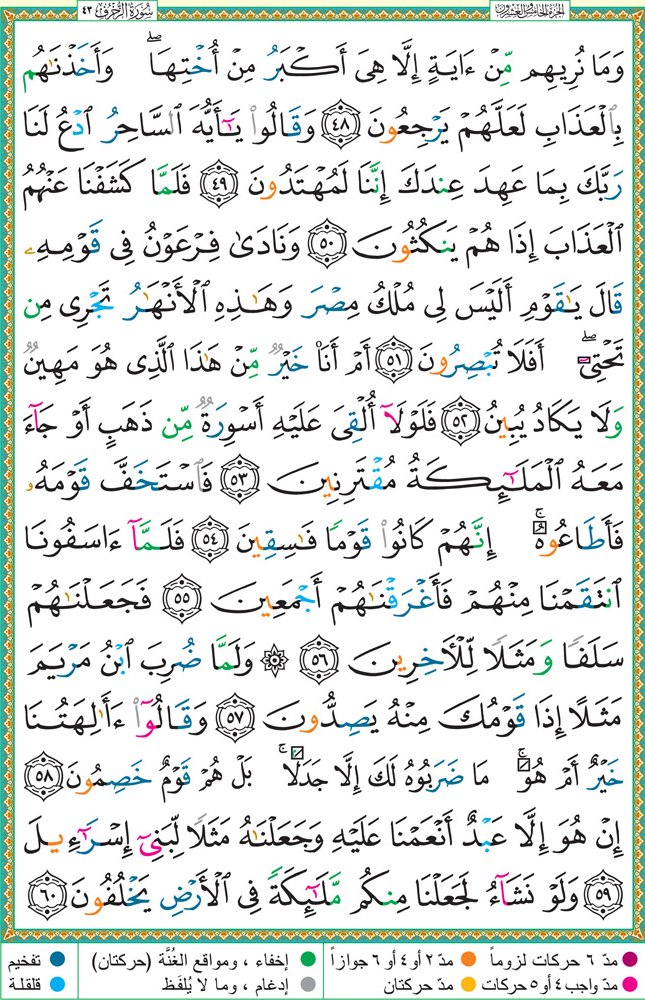 الجزء الخامس والعشرون
سُورَةُ الزُّخْرُفِ ٤٣
وَمَا نُرِيهِم مِّنْ ءَايَةٍ إِلَّا هِىَ أَكْبَرُ مِنْ أُخْتِهَا ۖ وَأَخَذْنَٰهُم
بِٱلْعَذَابِ لَعَلَّهُمْ يَرْجِعُونَ ٤٨ وَقَالُوا۟ يَٰٓأَيُّهَ ٱلسَّاحِرُ ٱدْعُ لَنَا
رَبَّكَ بِمَا عَهِدَ عِندَكَ إِنَّنَا لَمُهْتَدُونَ ٤٩ فَلَمَّا كَشَفْنَا عَنْهُمُ
ٱلْعَذَابَ إِذَا هُمْ يَنكُثُونَ ٥٠ وَنَادَىٰ فِرْعَوْنُ فِى قَوْمِهِۦ
قَالَ يَٰقَوْمِ أَلَيْسَ لِى مُلْكُ مِصْرَ وَهَٰذِهِ ٱلْأَنْهَٰرُ تَجْرِى مِن
تَحْتِىٓ ۖ أَفَلَا تُبْصِرُونَ ٥١ أَمْ أَنَا۠ خَيْرٌ مِّنْ هَٰذَا ٱلَّذِى هُوَ مَهِينٌ
وَلَا يَكَادُ يُبِينُ ٥٢ فَلَوْلَآ أُلْقِىَ عَلَيْهِ أَسْوِرَةٌ مِّن ذَهَبٍ أَوْ جَآءَ
مَعَهُ ٱلْمَلَٰٓئِكَةُ مُقْتَرِنِينَ ٥٣ فَٱسْتَخَفَّ قَوْمَهُۥ
فَأَطَاعُوهُ ۚ إِنَّهُمْ كَانُوا۟ قَوْمًا فَٰسِقِينَ ٥٤ فَلَمَّآ ءَاسَفُونَا
ٱنتَقَمْنَا مِنْهُمْ فَأَغْرَقْنَٰهُمْ أَجْمَعِينَ ٥٥ فَجَعَلْنَٰهُمْ
سَلَفًا وَمَثَلًا لِّلْءَاخِرِينَ ٥٦ ۞ وَلَمَّا ضُرِبَ ٱبْنُ مَرْيَمَ
مَثَلًا إِذَا قَوْمُكَ مِنْهُ يَصِدُّونَ ٥٧ وَقَالُوٓا۟ ءَأَٰلِهَتُنَا
خَيْرٌ أَمْ هُوَ ۚ مَا ضَرَبُوهُ لَكَ إِلَّا جَدَلًۢا ۚ بَلْ هُمْ قَوْمٌ خَصِمُونَ ٥٨
إِنْ هُوَ إِلَّا عَبْدٌ أَنْعَمْنَا عَلَيْهِ وَجَعَلْنَٰهُ مَثَلًا لِّبَنِىٓ إِسْرَٰٓءِيلَ
٥٩ وَلَوْ نَشَآءُ لَجَعَلْنَا مِنكُم مَّلَٰٓئِكَةً فِى ٱلْأَرْضِ يَخْلُفُونَ ٦٠
مدّ ٦ حركات لزوماً
مدّ ٢ أو ٤ أو ٦ جوازاً
إخفاء ، ومواقع الغُنَّة (حركتان)
تفخيم
مدّ واجب ٤ أو ٥ حركات
مدّ حركتان
إدغام ، وما لا يُلفَظ
قلقلة